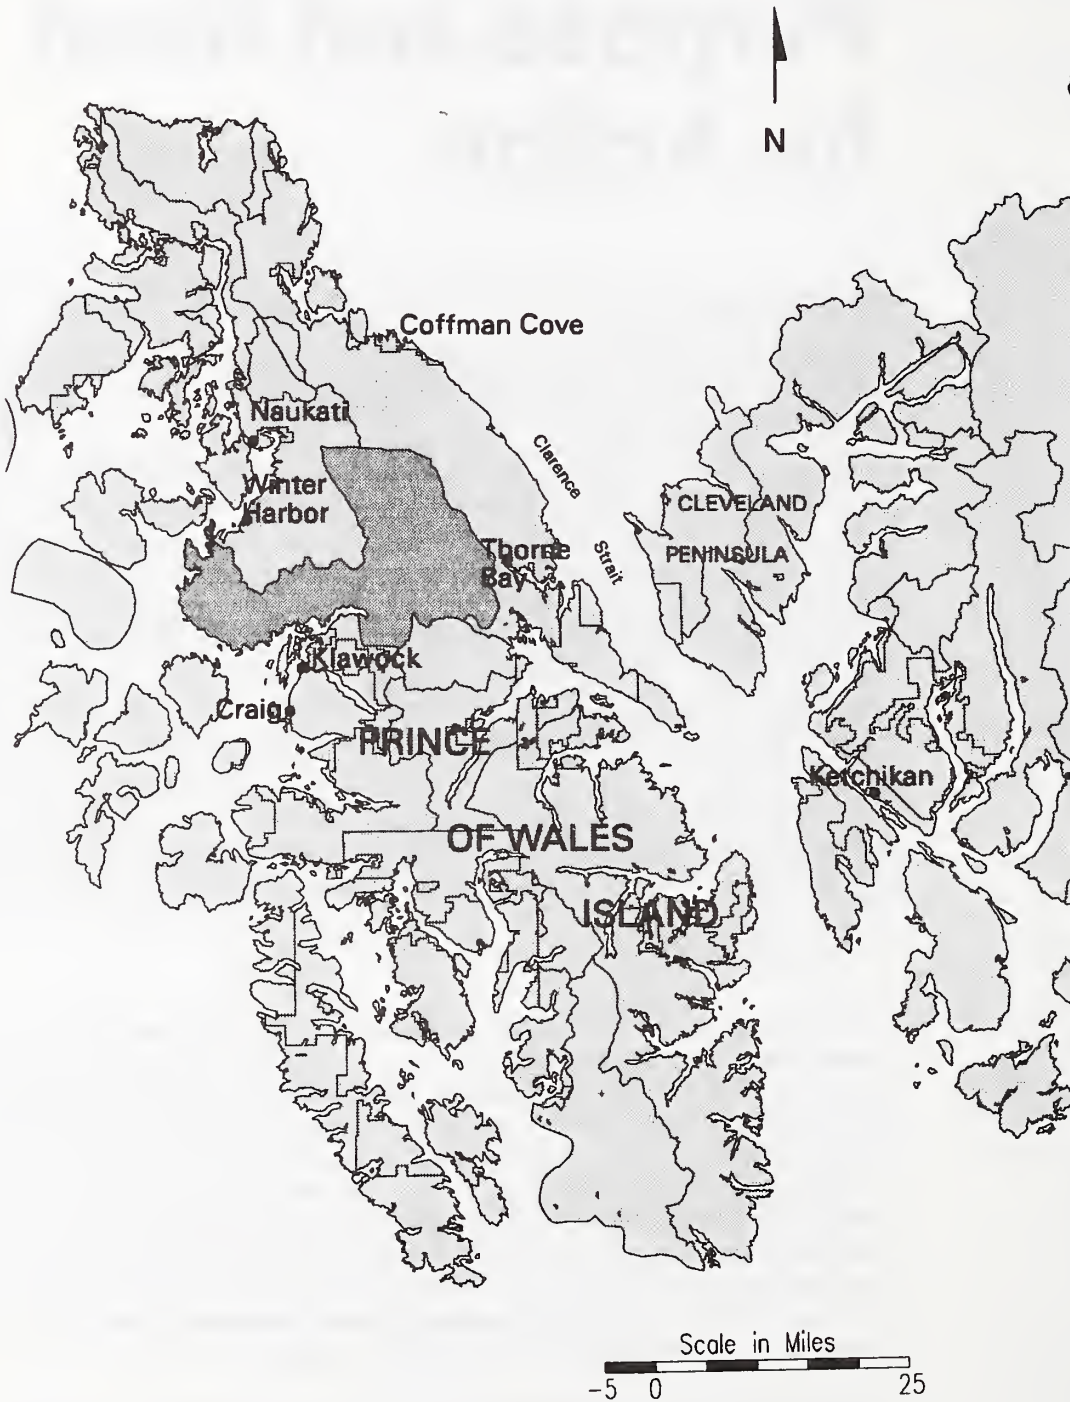 N
Coffman Cove
Naukati
Clarence
Winter
Harbor
CLEVELAND
Strait
Thorne
Bay
PENINSULA
Klawock
Craig
PRINCE
Ketchikan
OF WALES
ISLAND
Scale in Miles
-5 0 25